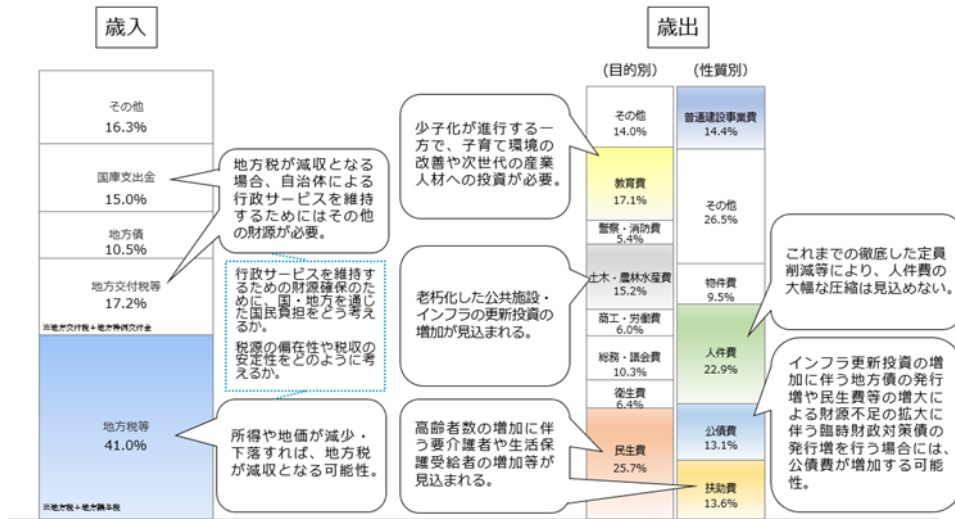 歳入
その他
16.3%
国庫支出金
15.0%
地方債
10.5%
地方交付税等
17.2%
※地方交付税+地方特例交付金
地方税等
41.0%
※地方税+地方譲与税
地方税が減収となる
場合、自治体による
行政サービスを維持
するためにはその他
の財源が必要。
行政サービスを維持す
るための財源確保のた
めに、国・地方を通じ
た国民負担をどう考え
るか。
税源の偏在性や税収の
安定性をどのように考
えるか。
所得や地価が減少・
下落すれば、地方税
が減収となる可能性。
歳出
(目的別)
(性質別)
その他
14.0%
教育費
17.1%
警察・消防費
5.4%
土木・農林水産費
15.2%
商工・労働費
6.0%
総務・議会費
10.3%
衛生費
6.4%
民生費
25.7%
普通建設事業費
14.4%
その他
26.5%
物件費
9.5%
人件費
22.9%
公債費
13.1%
扶助費
13.6%
少子化が進行する一
方で、子育て環境の
改善や次世代の産業
人材への投資が必要。
老朽化した公共施設・
インフラの更新投資の
増加が見込まれる。
高齢者数の増加に伴
う要介護者や生活保
護受給者の増加等が
見込まれる。
これまでの徹底した定員
削減等により、人件費の
大幅な圧縮は見込めない。
インフラ更新投資の増
加に伴う地方債の発行
増や民生費等の増大に
よる財源不足の拡大に
伴う臨時財政対策債の
発行増を行う場合には、
公債費が増加する可能
性。